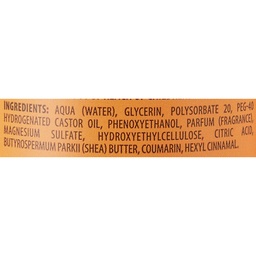 INGREDIENTS: AQUA (WATER), GLYCERIN, POLYSORBATE 20, PEG-40
HYDROGENATED CASTOR OIL, PHENOXYETHANOL, PARFUM (FRAGRANCE),
MAGNESIUM SULFATE, HYDROXYETHYLCELLULOSE, CITRIC ACID,
BUTYROSPERMUM PARKII (SHEA) BUTTER, COUMARIN, HEXYL CINNAMAL.